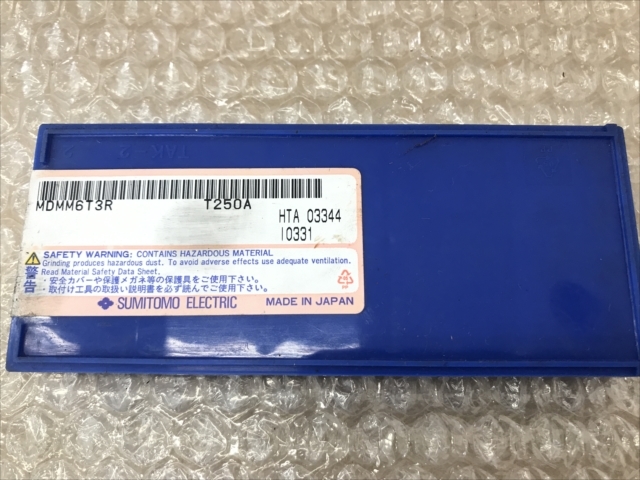 TAK-2
MDMM6T3R T250A
HTA 03344
I0331
SAFETY WARNING: CONTAINS HAZARDOUS MATERIAL
Grinding produces hazardous dust. To avoid adverse effects use adequate ventilation.
Read Material Safety Data Sheet.
警告
・安全カバーや保護メガネ等の保護具をご使用下さい。
・取付け工具の取扱い説明書を必ず読んでご使用下さい。
PP
SUMITOMO ELECTRIC MADE IN JAPAN